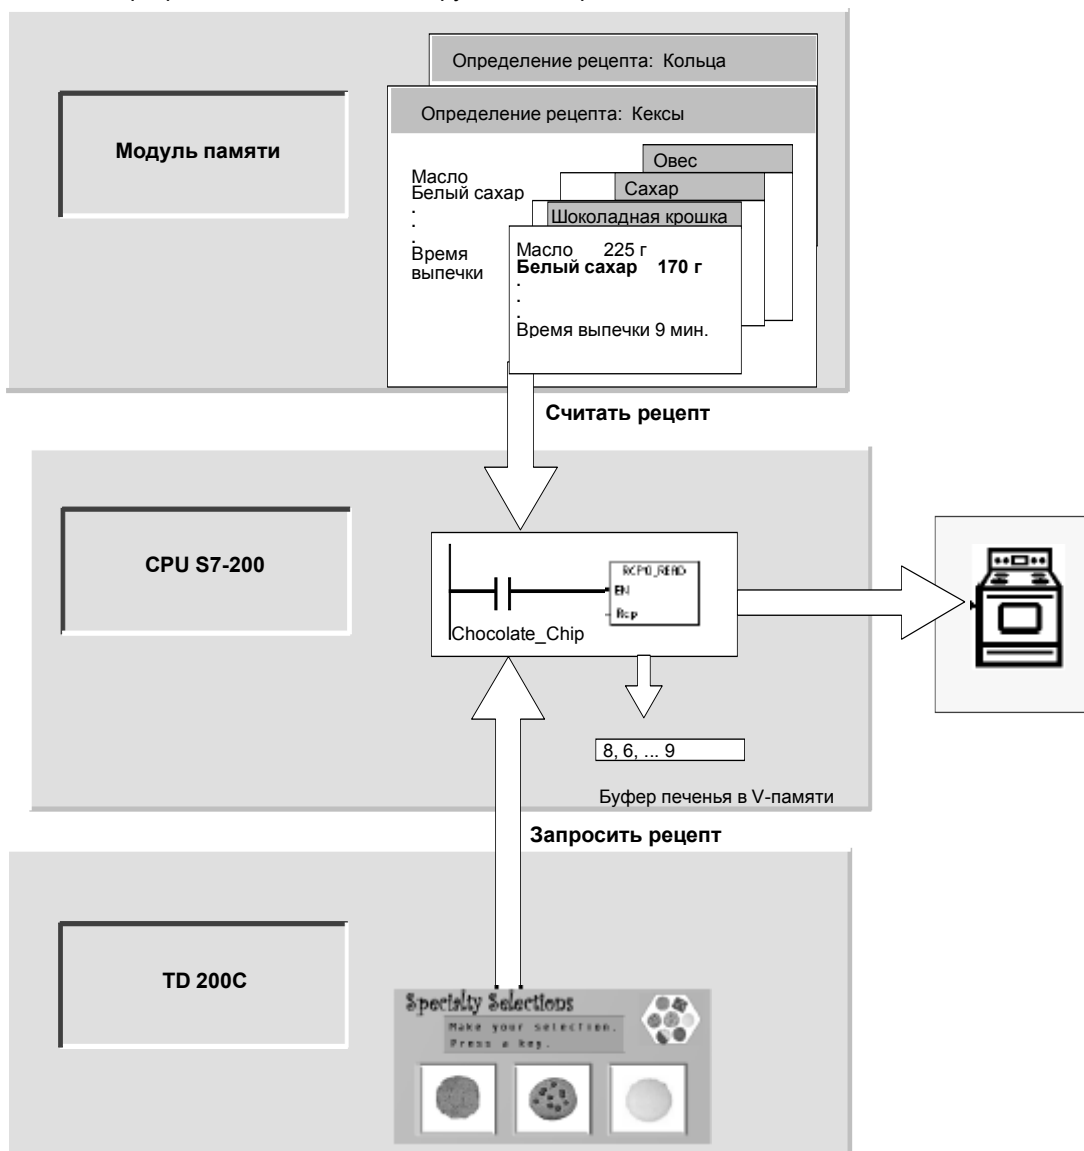 Определение рецепта: Кольца
Определение рецепта: Кексы
Модуль памяти
Овес
Масло
Белый сахар
.
.
.
Время
выпечки
Сахар
Шоколадная крошка
Масло 225 г
Белый сахар 170 г
.
.
.
Время выпечки 9 мин.
Считать рецепт
CPU S7-200
RCP0_READ
EN
Rcp
Chocolate_Chip
8, 6, ... 9
Буфер печенья в V-памяти
Запросить рецепт
TD 200C
Specialty Selections
Make your selection.
Press a key.